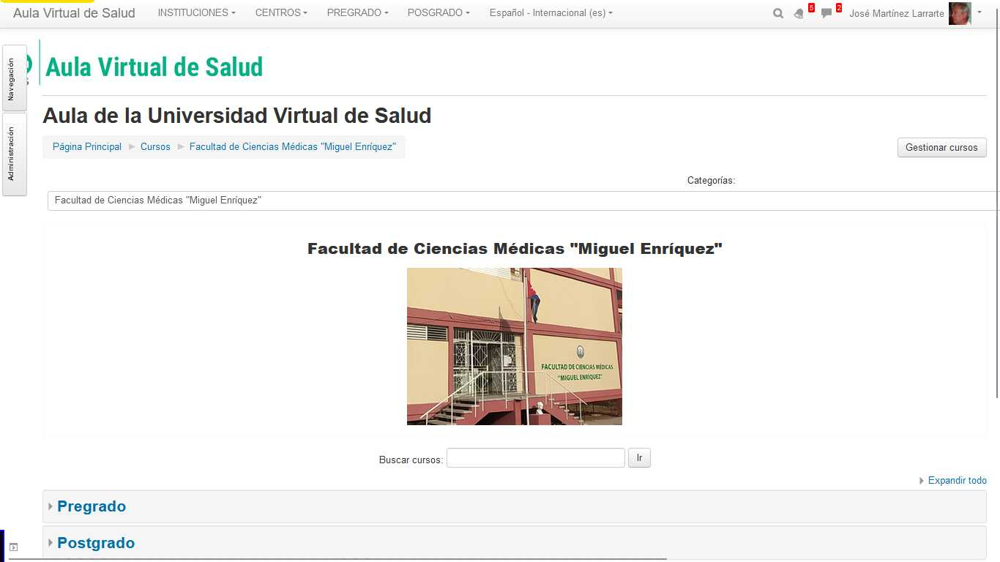 Aula Virtual de Salud INSTITUCIONES CENTROS PREGRADO POSGRADO Español - Internacional (es) 5 2 José Martínez Larrarte
Navegación
Administración
Aula Virtual de Salud
Aula de la Universidad Virtual de Salud
Página Principal Cursos Facultad de Ciencias Médicas "Miguel Enríquez"
Gestionar cursos
Categorías:
Facultad de Ciencias Médicas "Miguel Enríquez"
Facultad de Ciencias Médicas "Miguel Enríquez"
FACULTAD DE CIENCIAS MÉDICAS
"MIGUEL ENRÍQUEZ"
Buscar cursos: Ir
Expandir todo
Pregrado
Postgrado